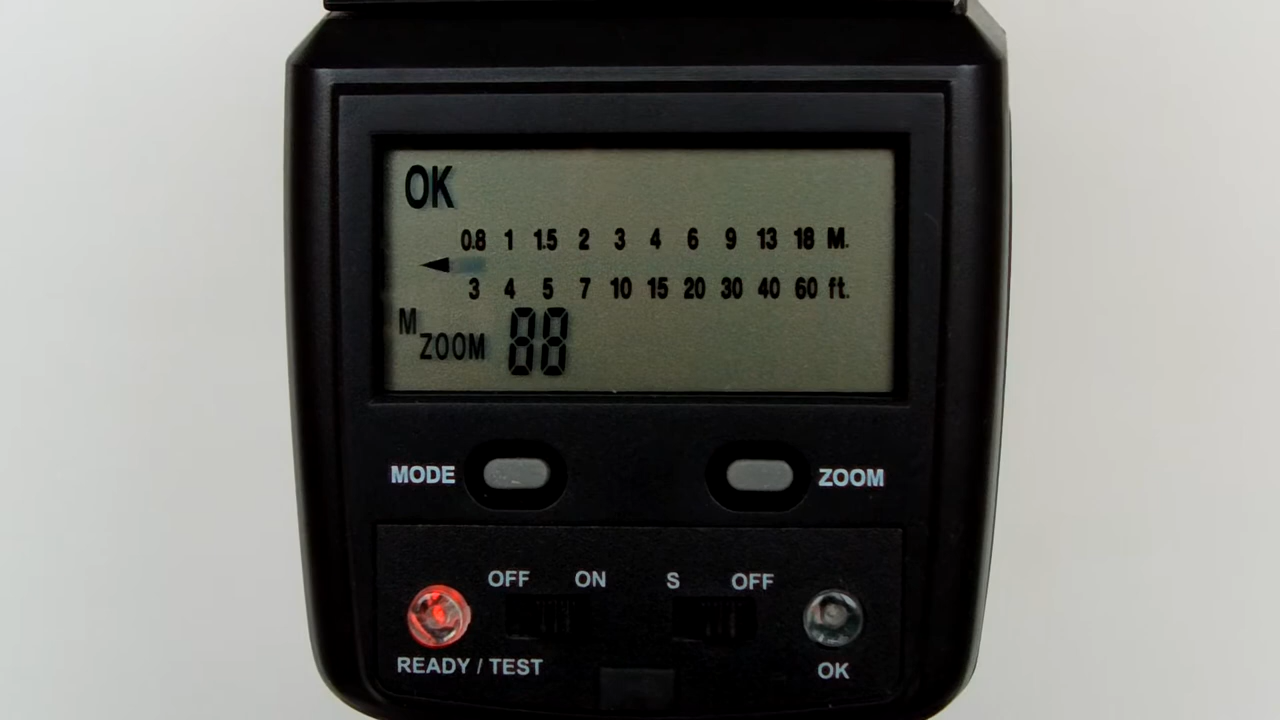 OK
0.8 1 1.5 2 3 4 6 9 13 18 M.
3 4 5 7 10 15 20 30 40 60 ft.
M ZOOM 88
MODE ZOOM
OFF ON S OFF
READY / TEST OK